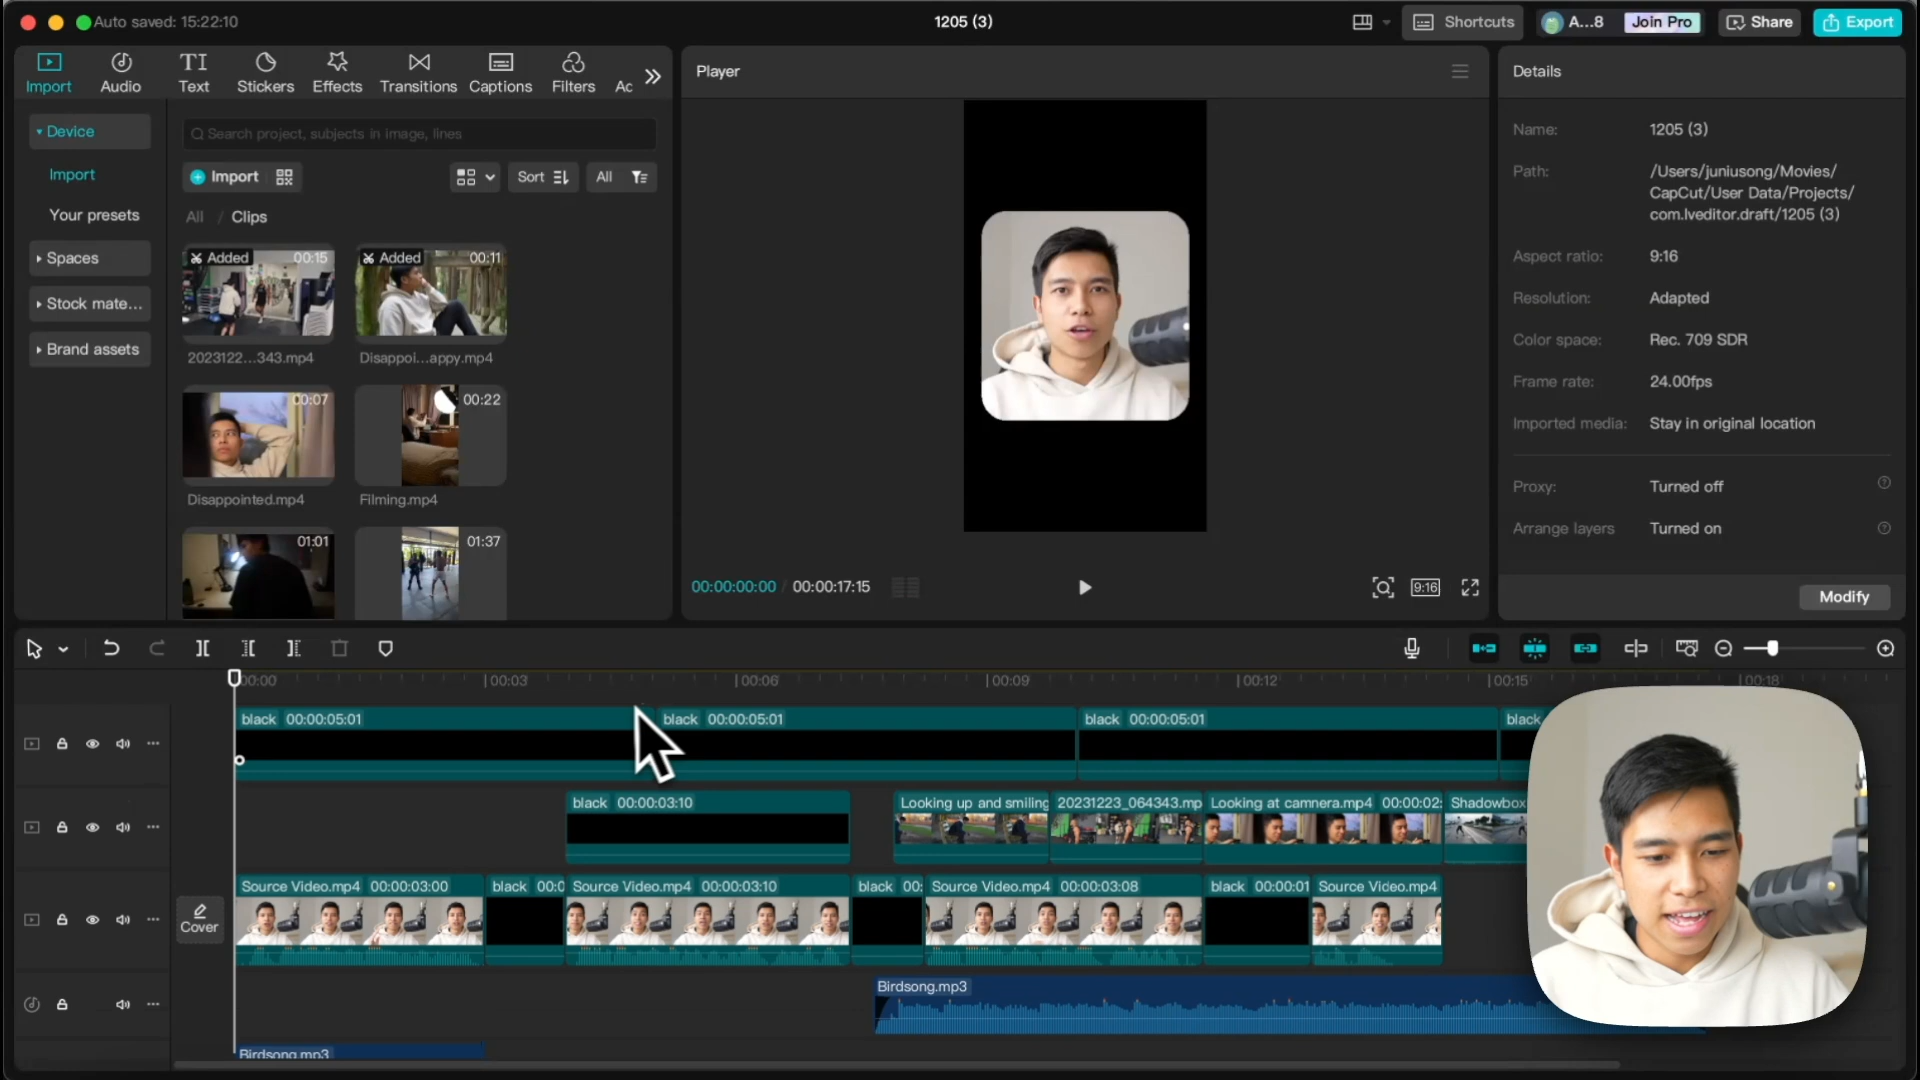 Auto saved: 15:22:10
1205 (3)
Shortcuts
A...8
Join Pro
Share
Export
Import
Audio
TI
Text
Stickers
Effects
Transitions
Captions
Filters
Player
Details
Device
Import
Your presets
Spaces
Stock mate...
Brand assets
Search project, subjects in image, lines
Import
Sort
All
All / Clips
Added 00:15
Added 00:11
2023122...343.mp4
Disappoi...appy.mp4
00:07
00:22
Disappointed.mp4
Filming.mp4
01:01
01:37
00:00:00:00 / 00:00:17:15
9:16
Name: 1205 (3)
Path: /Users/juniusong/Movies/
CapCut/User Data/Projects/
com.lveditor.draft/1205 (3)
Aspect ratio: 9:16
Resolution: Adapted
Color space: Rec. 709 SDR
Frame rate: 24.00fps
Imported media: Stay in original location
Proxy: Turned off
Arrange layers Turned on
Modify
00:00
00:03
00:06
00:09
00:12
00:15
00:18
black 00:00:05:01
black 00:00:05:01
black 00:00:05:01
black
black 00:00:03:10
Looking up and smiling
20231223_064343.mp
Looking at camnera.mp4 00:00:02:
Shadowbox
Cover
Source Video.mp4 00:00:03:00
black 00:0
Source Video.mp4 00:00:03:10
black 00:
Source Video.mp4 00:00:03:08
black 00:00:01
Source Video.mp4
Birdsong.mp3
Birdsong.mp3